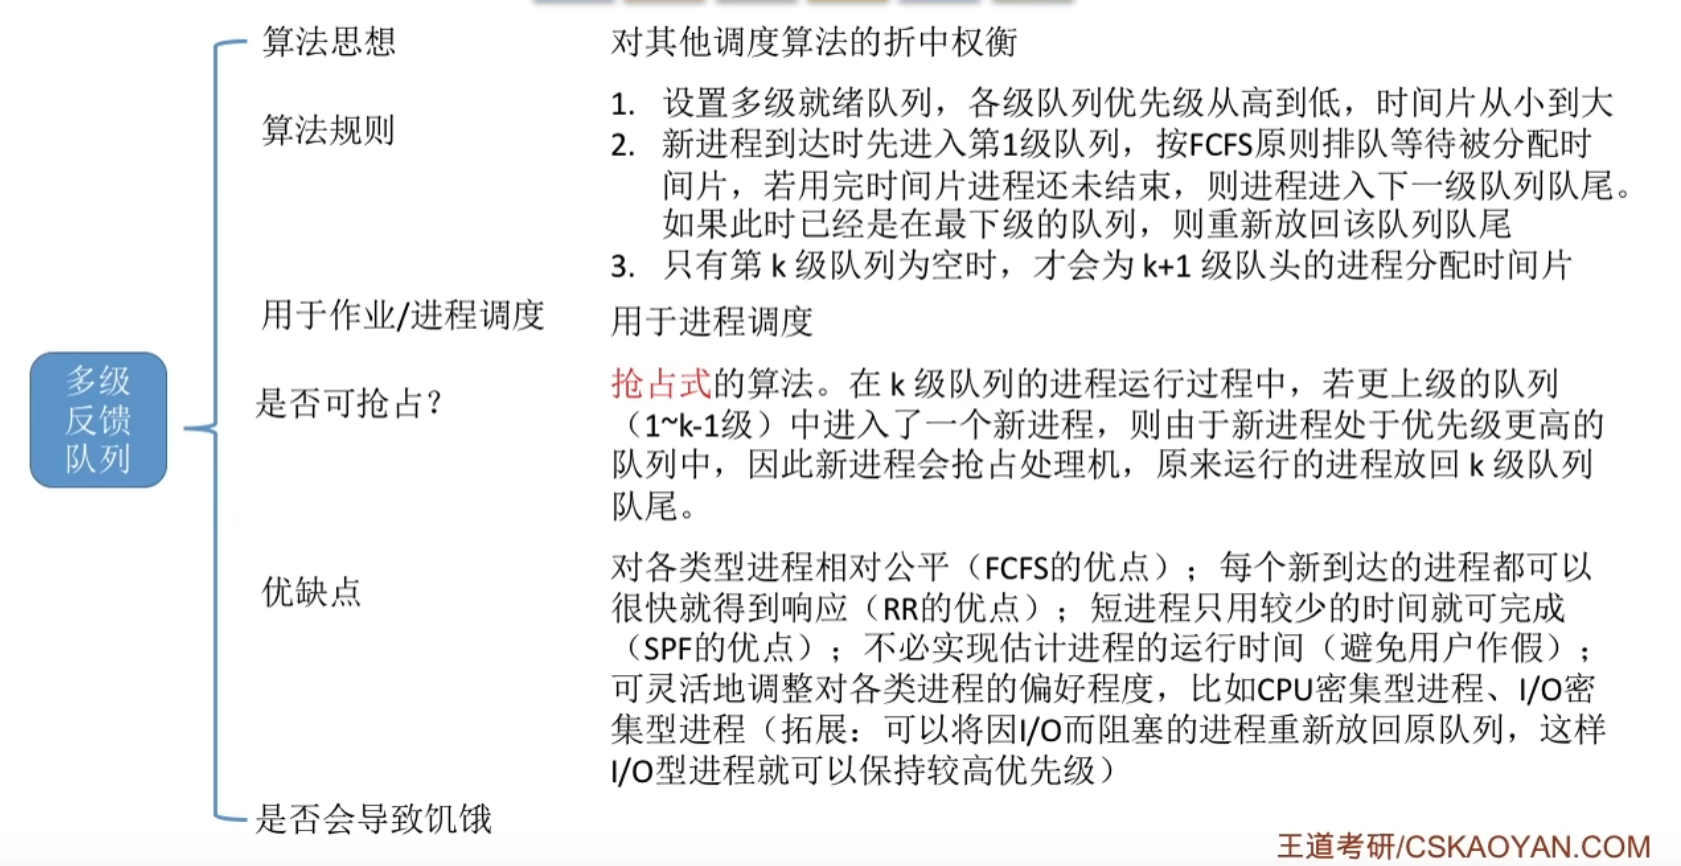 算法思想
对其他调度算法的折中权衡
算法规则
1. 设置多级就绪队列，各级队列优先级从高到低，时间片从小到大
2. 新进程到达时先进入第1级队列，按FCFS原则排队等待被分配时
间片，若用完时间片进程还未结束，则进程进入下一级队列队尾。
如果此时已经是在最下级的队列，则重新放回该队列队尾
3. 只有第 k 级队列为空时，才会为 k+1 级队头的进程分配时间片
用于作业/进程调度
用于进程调度
多级
反馈
队列
是否可抢占？
抢占式的算法。在 k 级队列的进程运行过程中，若更上级的队列
（1~k-1级）中进入了一个新进程，则由于新进程处于优先级更高的
队列中，因此新进程会抢占处理机，原来运行的进程放回 k 级队列
队尾。
优缺点
对各类型进程相对公平（FCFS的优点）；每个新到达的进程都可以
很快就得到响应（RR的优点）；短进程只用较少的时间就可完成
（SPF的优点）；不必实现估计进程的运行时间（避免用户作假）；
可灵活地调整对各类进程的偏好程度，比如CPU密集型进程、I/O密
集型进程（拓展：可以将因I/O而阻塞的进程重新放回原队列，这样
I/O型进程就可以保持较高优先级）
是否会导致饥饿
王道考研/CSKAOYAN.COM